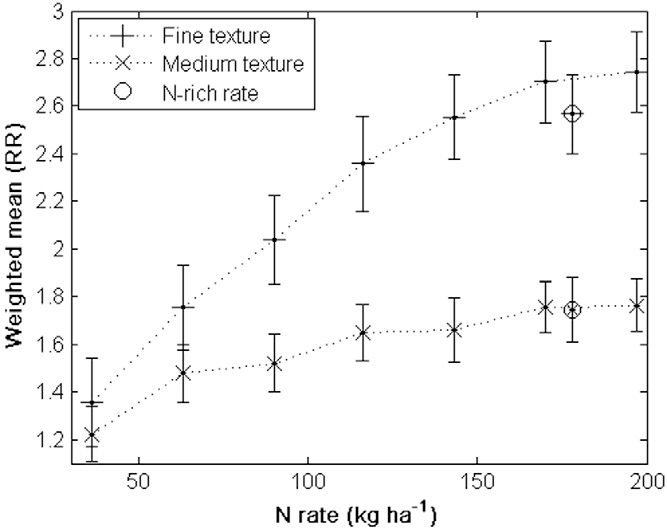 3
2.8
2.6
2.4
2.2
2
1.8
1.6
1.4
1.2
Weighted mean (RR)
Fine texture
Medium texture
N-rich rate
50 100 150 200
N rate (kg ha⁻¹)